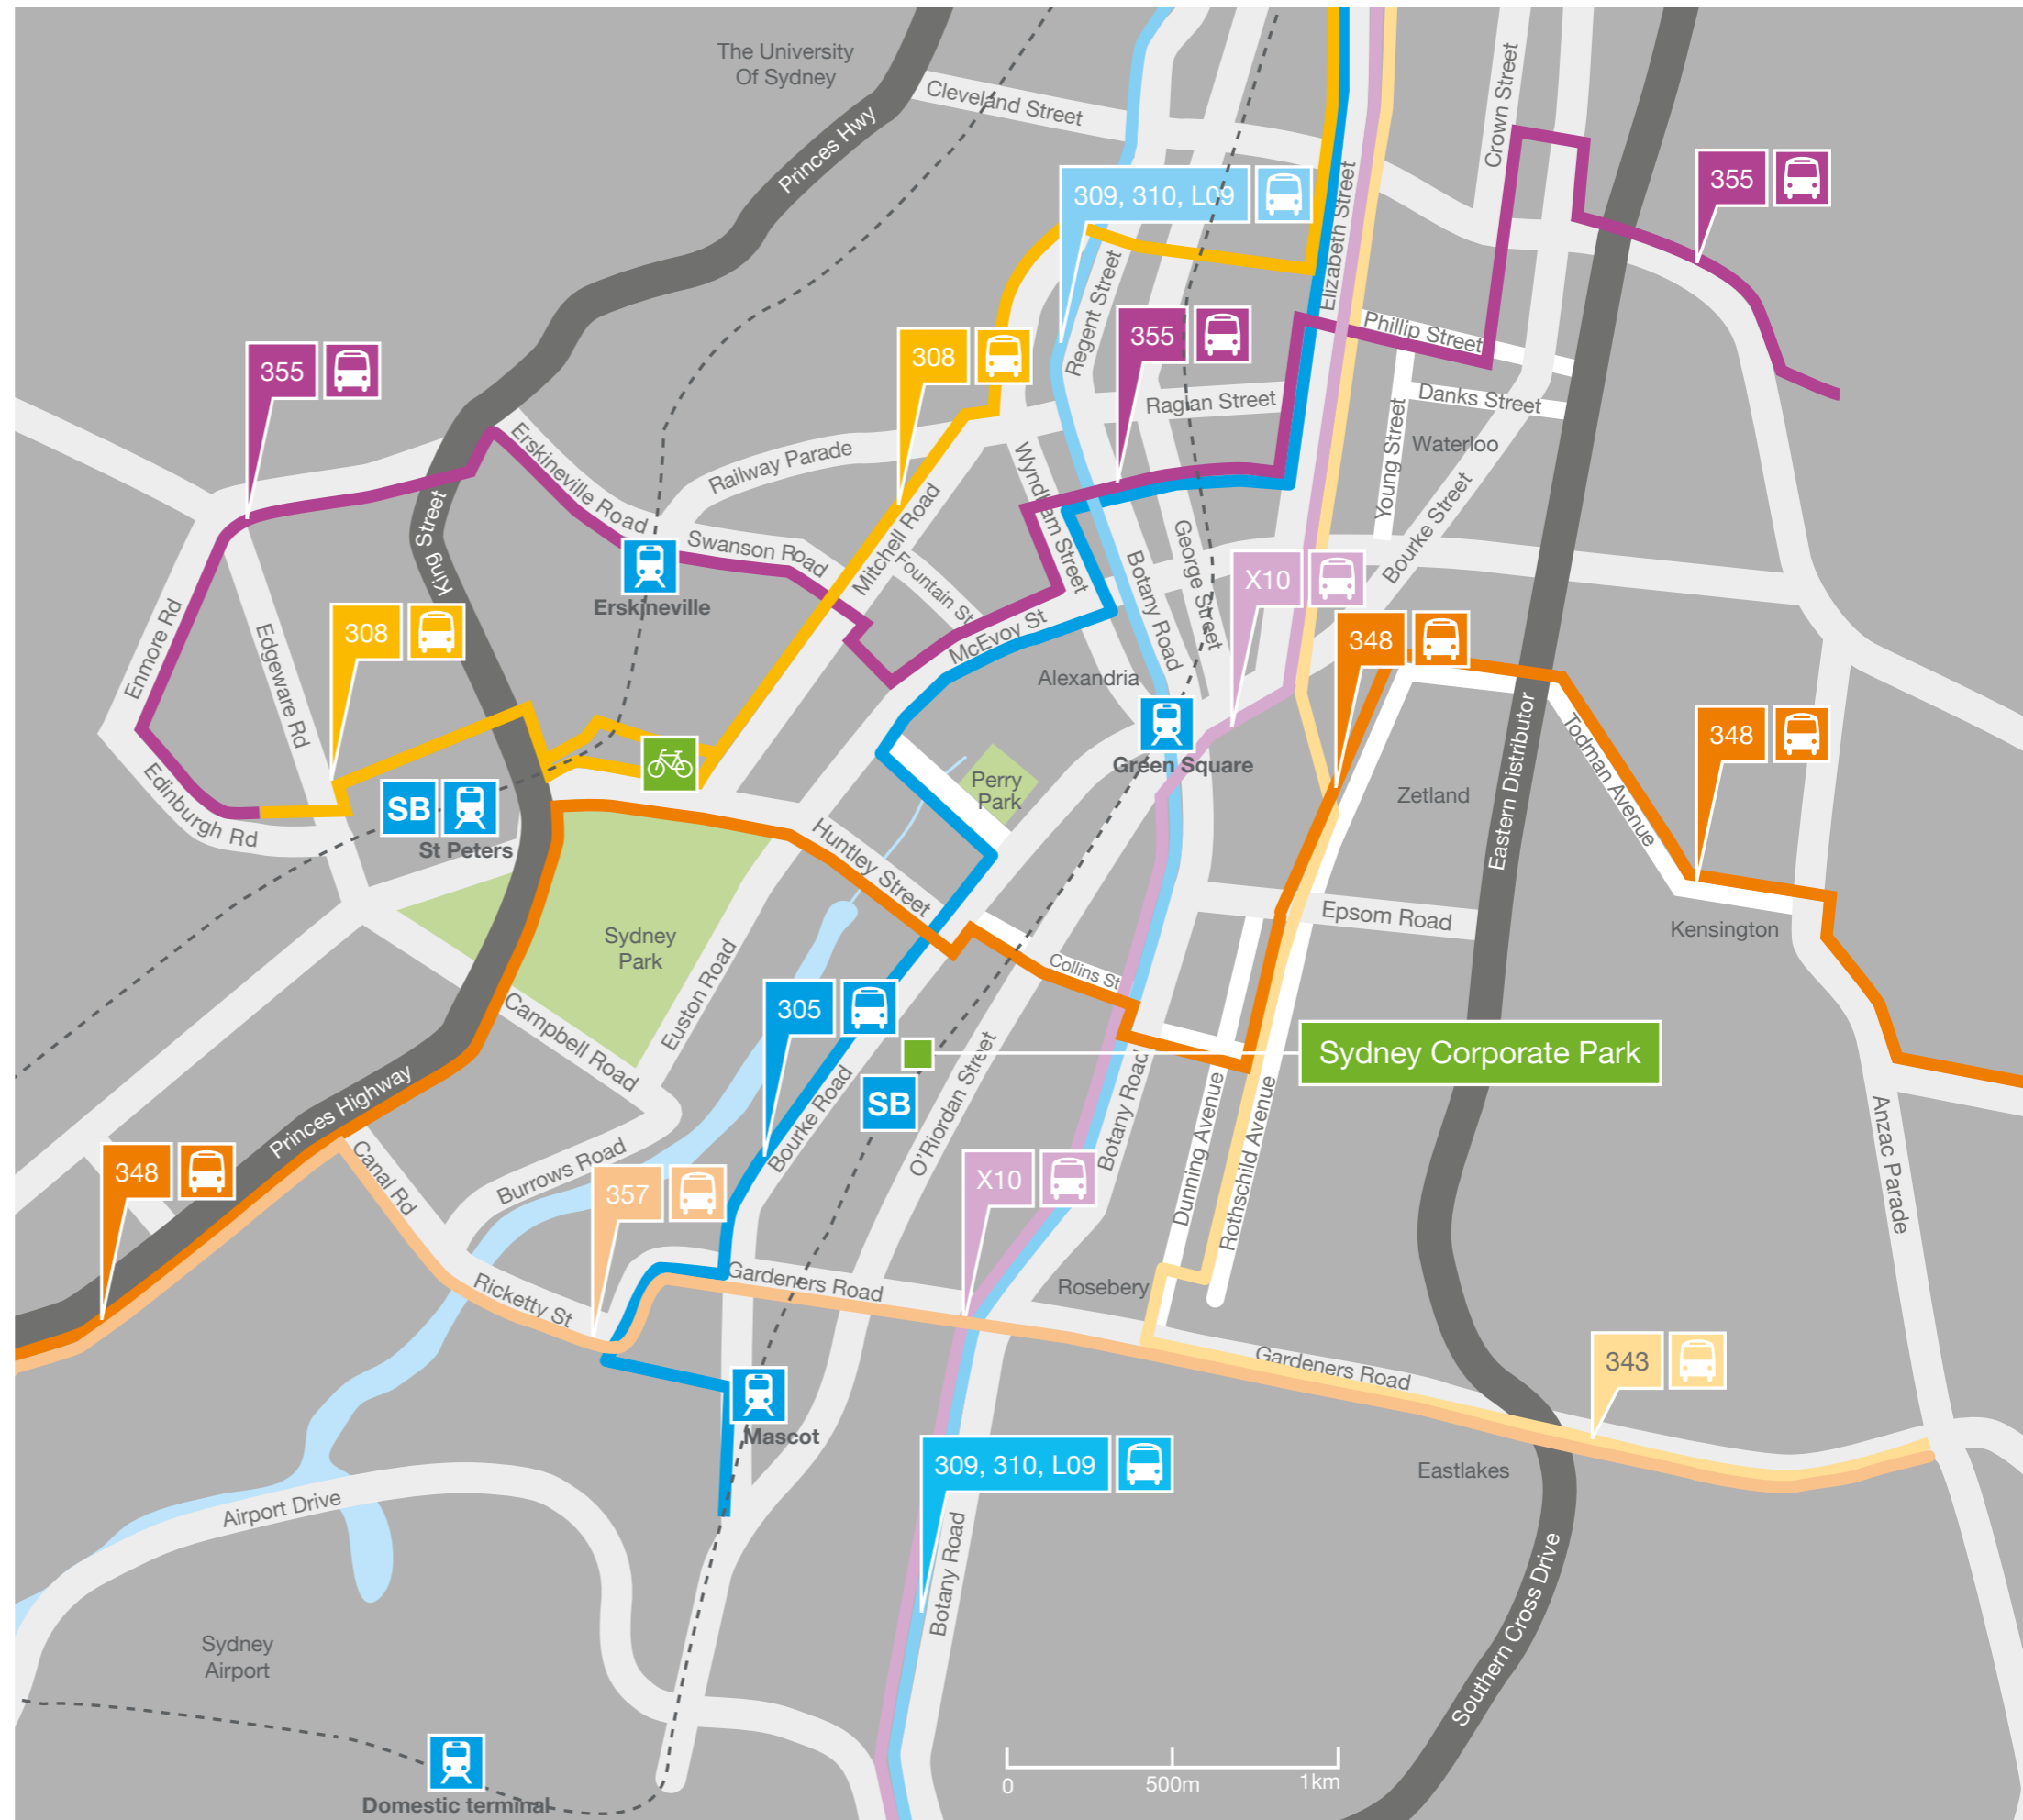 The University
Of Sydney
Cleveland Street
Crown Street
Princes Hwy
355
309, 310, L09
Elizabeth Street
Regent Street
Phillip Street
355
308
355
Danks Street
Raglan Street
Young Street
Waterloo
Erskineville Road
Railway Parade
Wyndham Street
King Street
Mitchell Road
Bourke Street
Swanson Road
Fountain St
George Street
Botany Road
X10
Erskineville
McEvoy St
308
348
Enmore Rd
Edgeware Rd
Alexandria
Todman Avenue
Eastern Distributor
348
Green Square
Perry
Park
Zetland
Edinburgh Rd
SB
St Peters
Huntley Street
Epsom Road
Kensington
Sydney
Park
Collins St
Euston Road
305
Campbell Road
Sydney Corporate Park
SB
Bourke Road
O'Riordan Street
Botany Road
Dunning Avenue
Rothschild Avenue
Anzac Parade
Princes Highway
Canal Rd
348
Burrows Road
357
X10
Gardeners Road
Rosebery
Ricketty St
Gardeners Road
343
Mascot
309, 310, L09
Eastlakes
Airport Drive
Botany Road
Southern Cross Drive
Sydney
Airport
Domestic terminal
0
500m
1km